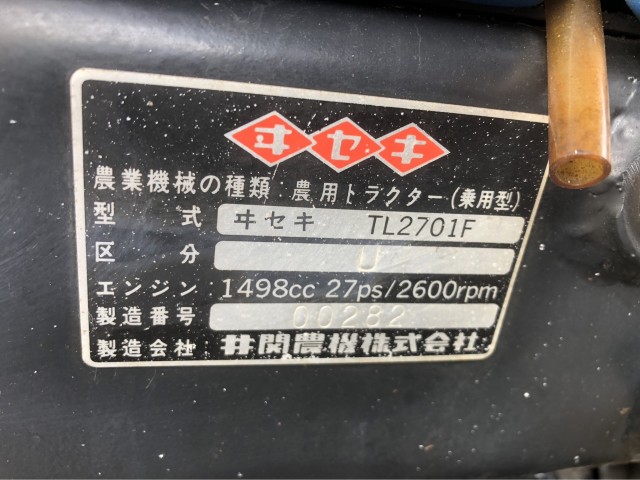 ヰセキ
農業機械の種類 農用トラクター(乗用型)
型式 ヰセキ TL2701F
区分 U
エンジン 1498cc 27ps/2600rpm
製造番号 00282
製造会社 井関農機株式会社